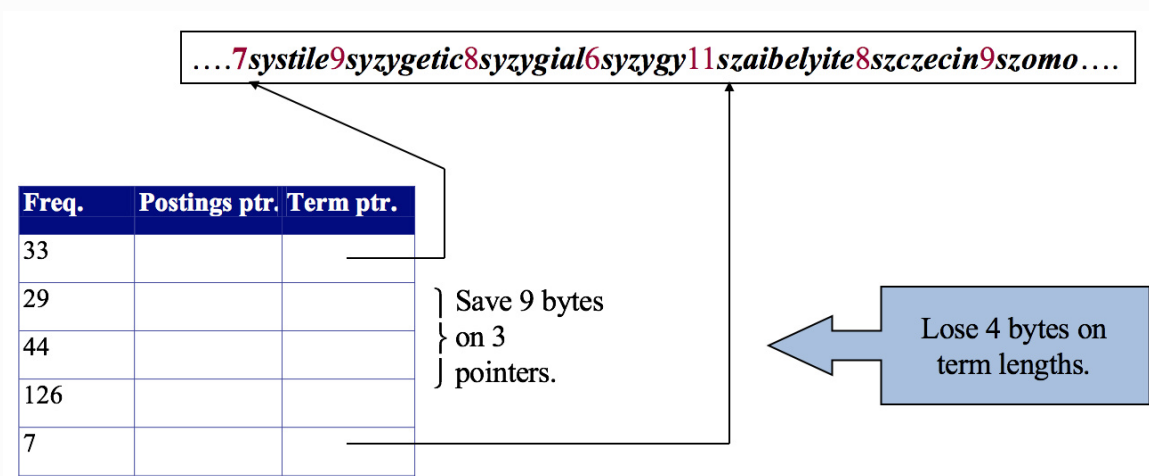 ....7systile9syzygetic8syzygial6syzygy11szaibelyite8szczecin9szomo....
Freq. Postings ptr. Term ptr.
33
29
44
126
7
Save 9 bytes
on 3
pointers.
Lose 4 bytes on
term lengths.